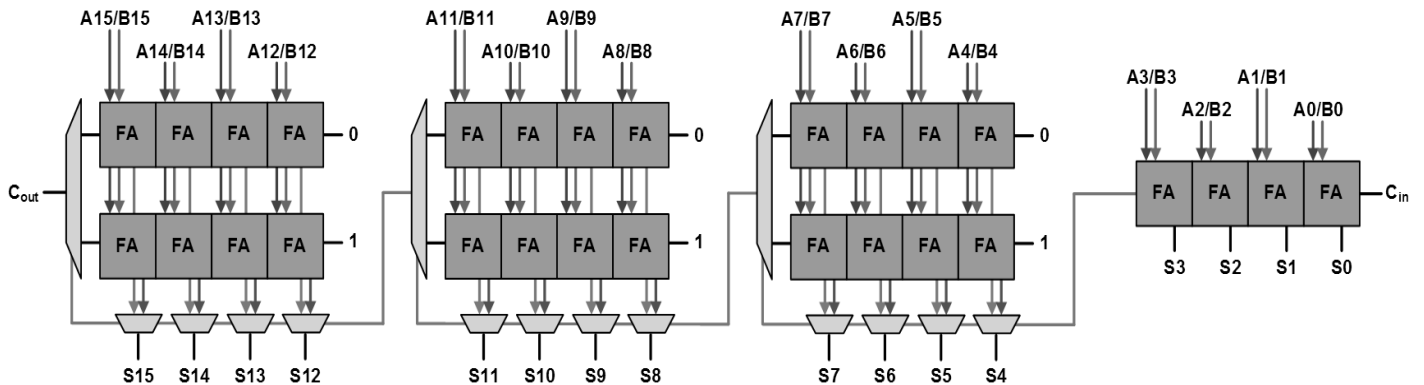 A15/B15 A13/B13 A11/B11 A9/B9 A7/B7 A5/B5
A14/B14 A12/B12 A10/B10 A8/B8 A6/B6 A4/B4
A3/B3 A1/B1
A2/B2 A0/B0
FA FA FA FA 0 FA FA FA FA 0 FA FA FA FA 0
Cout FA FA FA FA Cin
FA FA FA FA 1 FA FA FA FA 1 FA FA FA FA 1
S3 S2 S1 S0
S15 S14 S13 S12 S11 S10 S9 S8 S7 S6 S5 S4